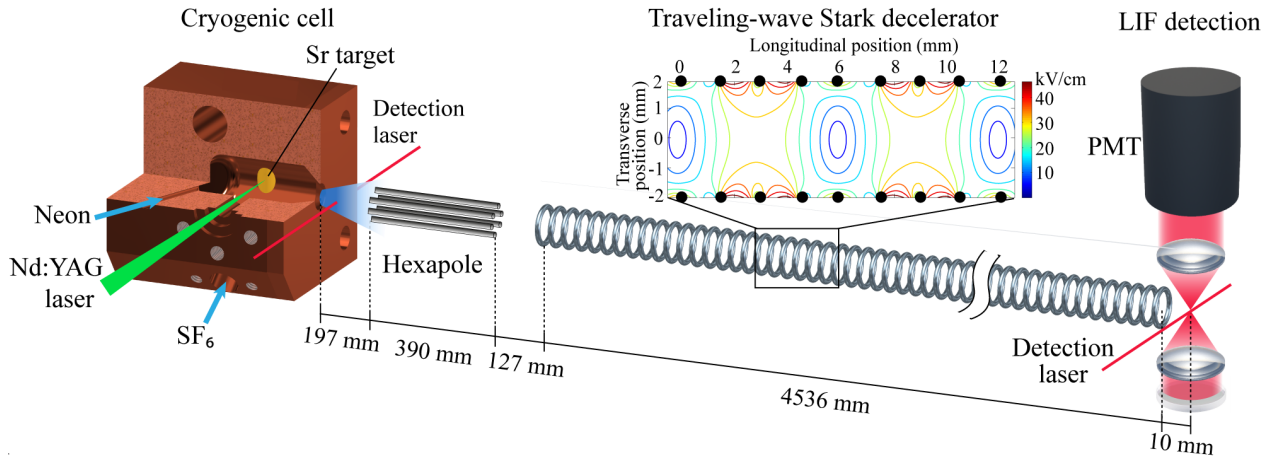 Cryogenic cell
Sr target
Detection
laser
Neon
Nd:YAG
laser
SF₆
Hexapole
197 mm
390 mm
127 mm
4536 mm
10 mm
Traveling-wave Stark decelerator
Longitudinal position (mm)
0 2 4 6 8 10 12
Transverse
position (mm)
2
1
0
-1
-2
kV/cm
40
30
20
10
LIF detection
PMT
Detection
laser